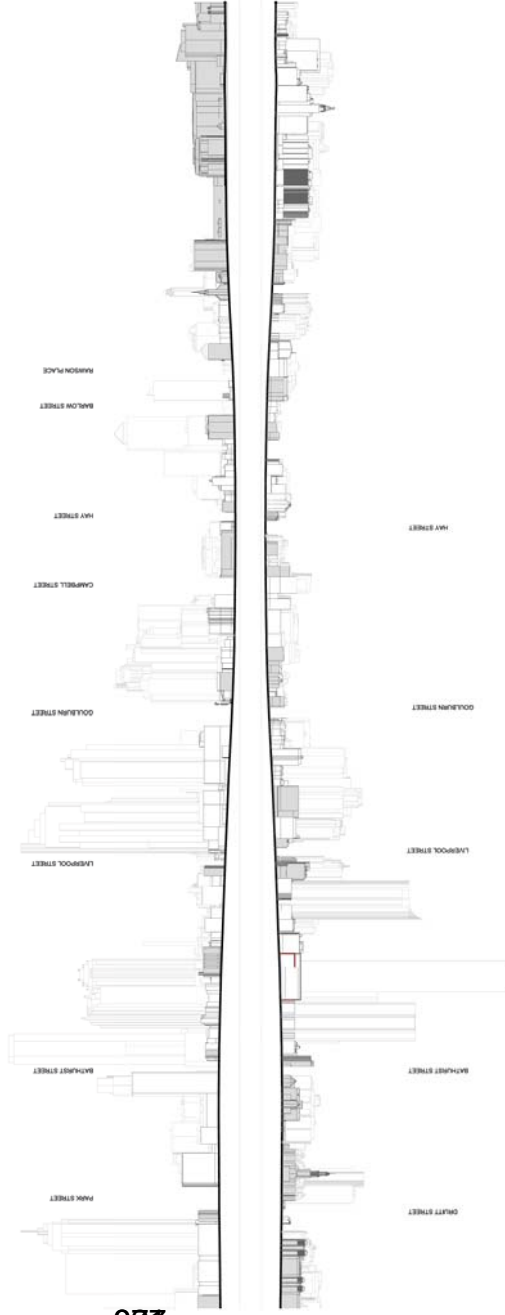 RAWSON PLACE
BARLOW STREET
HAY STREET
HAY STREET
CAMPBELL STREET
GOULBURN STREET
GOULBURN STREET
LIVERPOOL STREET
LIVERPOOL STREET
BATHURST STREET
BATHURST STREET
PARK STREET
DRUITT STREET